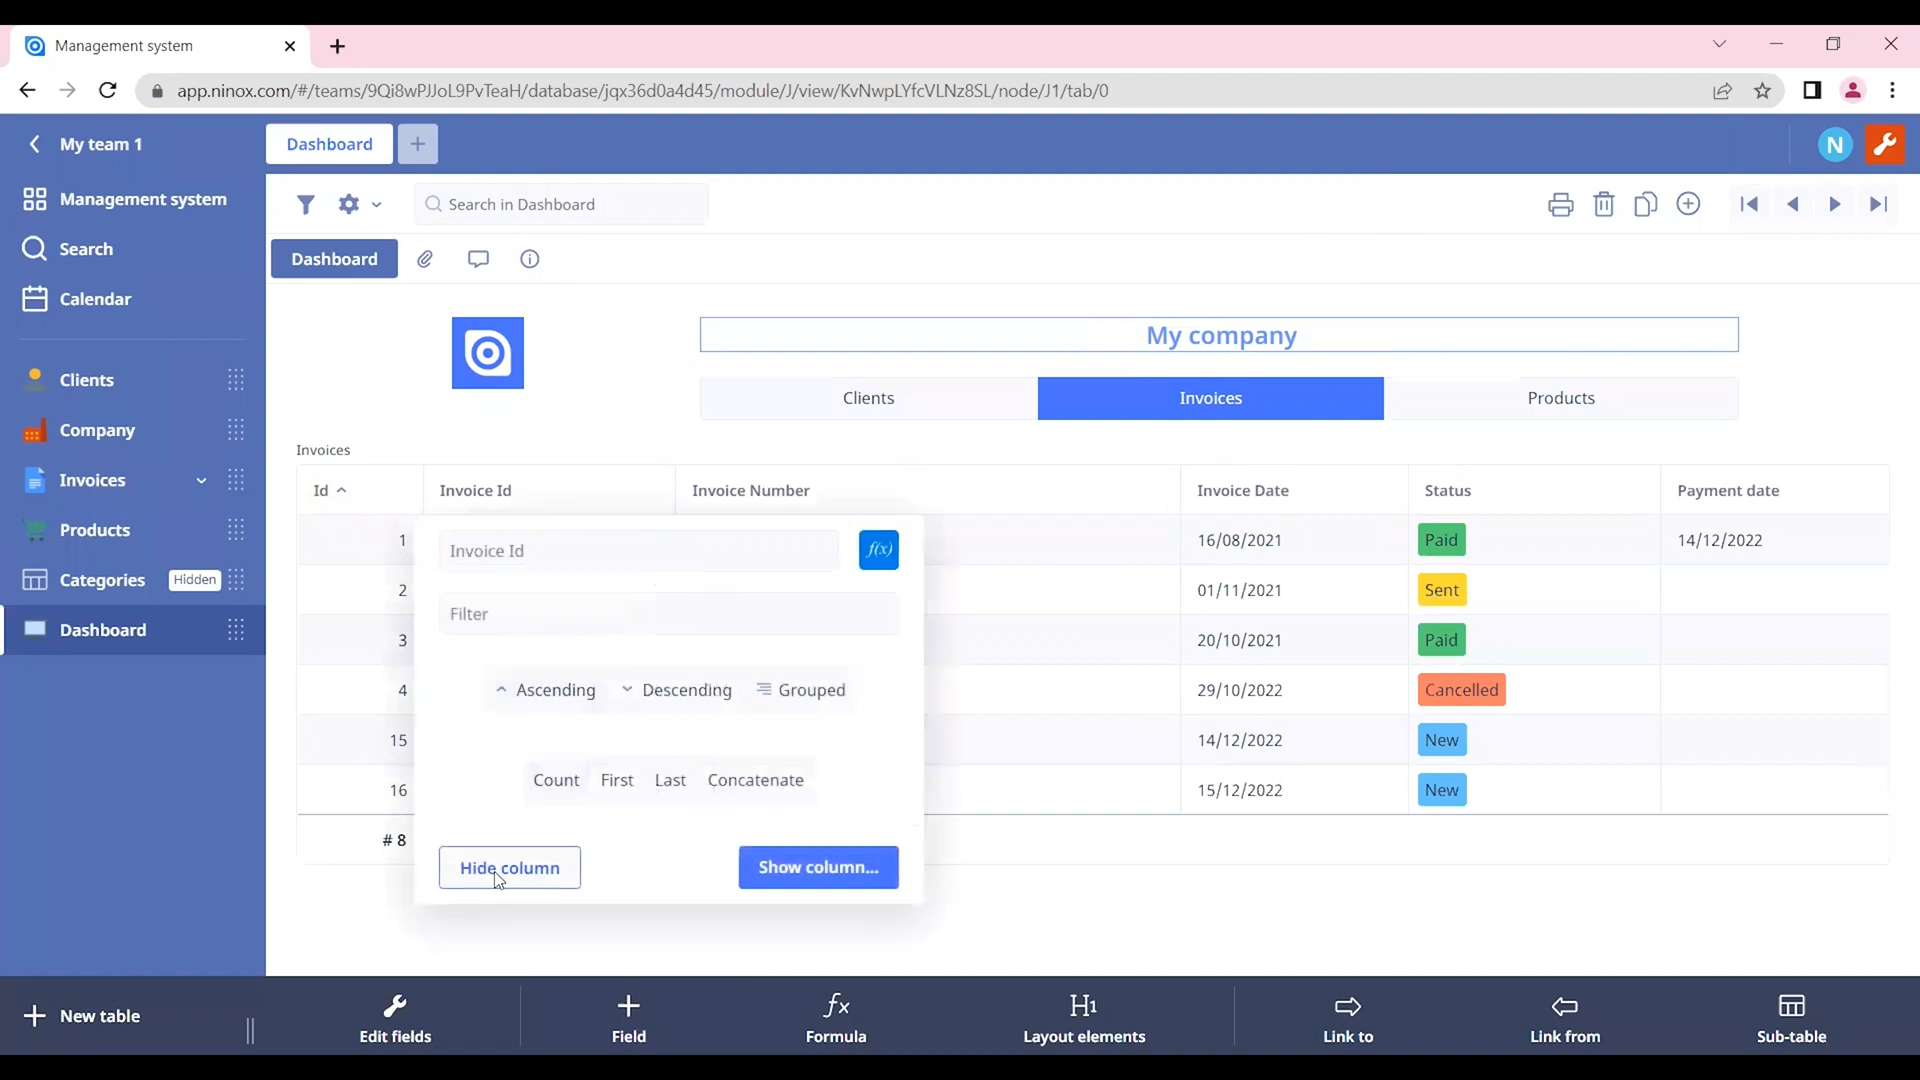 Management system
app.ninox.com/#/teams/9Qi8wPJJoL9PvTeaH/database/jqx36d0a4d45/module/J/view/KvNwpLYfcVLNz8SL/node/J1/tab/0
My team 1
Dashboard
N
Management system
Search in Dashboard
Search
Dashboard
Calendar
My company
Clients
Clients Invoices Products
Company
Invoices
Invoices
Id Invoice Id Invoice Number Invoice Date Status Payment date
Products
1 Invoice Id f(x) 16/08/2021 Paid 14/12/2022
Categories Hidden
2 Filter 01/11/2021 Sent
Dashboard
3 20/10/2021 Paid
4 Ascending Descending Grouped 29/10/2022 Cancelled
15 14/12/2022 New
16 Count First Last Concatenate 15/12/2022 New
# 8
Hide column Show column...
New table
fx H1
Edit fields Field Formula Layout elements Link to Link from Sub-table